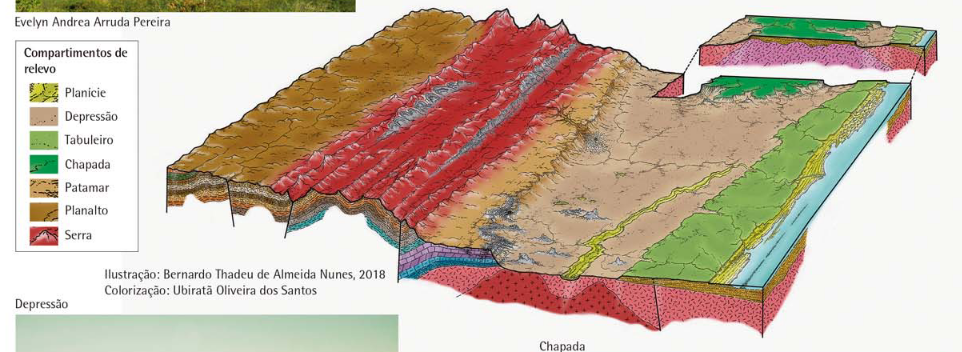 Evelyn Andrea Arruda Pereira
Compartimentos de
relevo
Planície
Depressão
Tabuleiro
Chapada
Patamar
Planalto
Serra
Ilustração: Bernardo Thadeu de Almeida Nunes, 2018
Colorização: Ubiratã Oliveira dos Santos
Depressão
Chapada